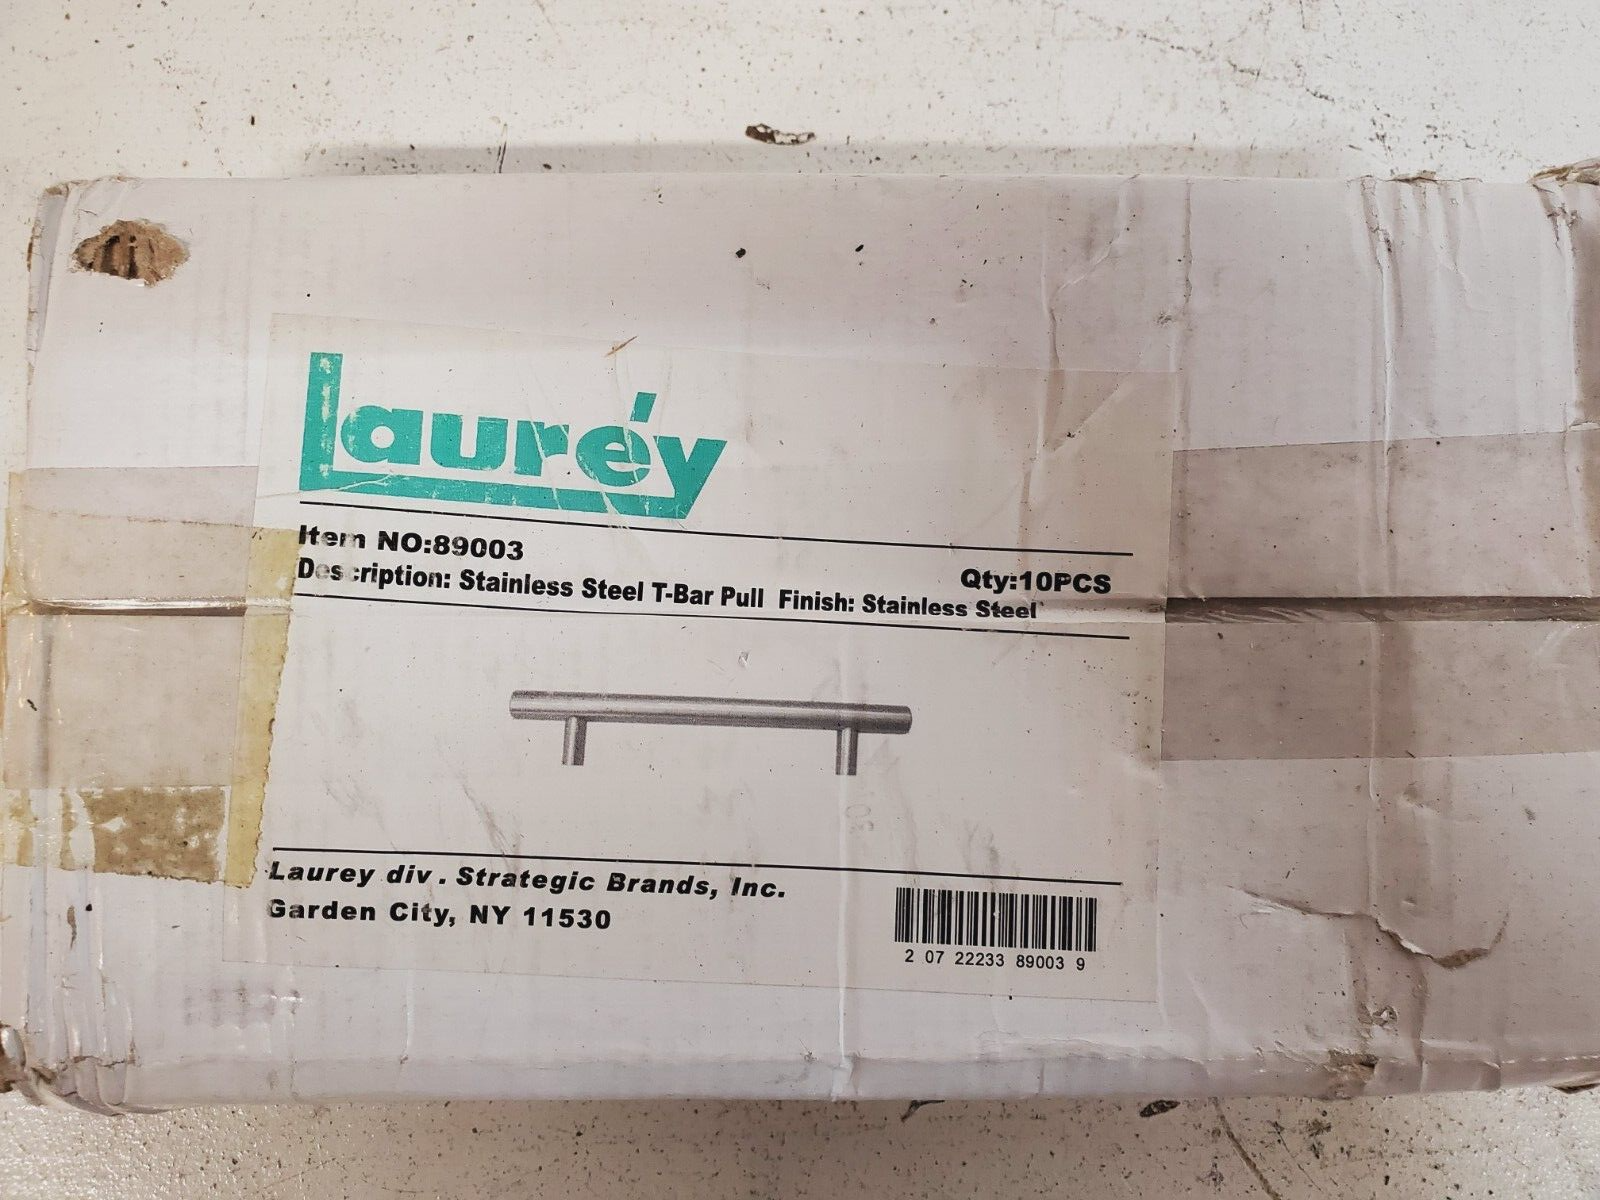 Lauréy
Item NO:89003
Qty:10PCS
Description: Stainless Steel T-Bar Pull Finish: Stainless Steel
Laurey div . Strategic Brands, Inc.
Garden City, NY 11530
2 07 22233 89003 9